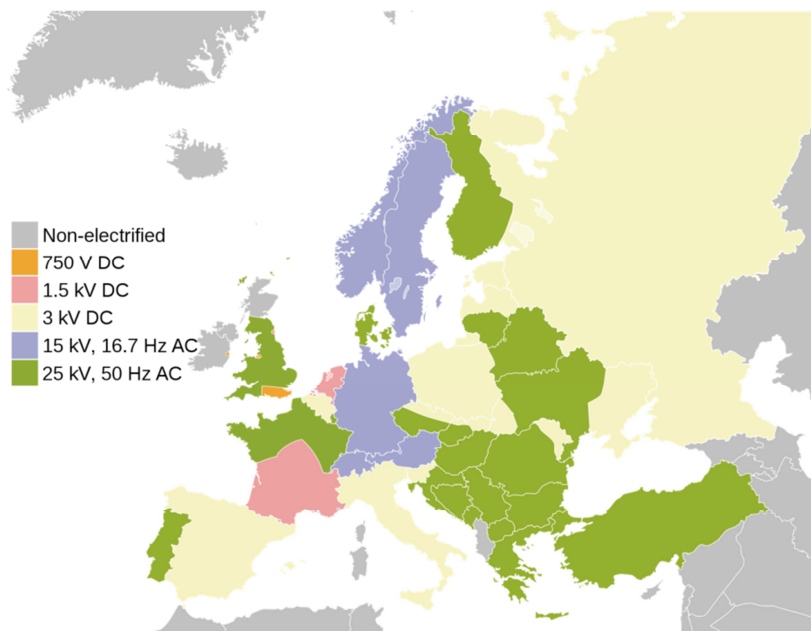 Non-electrified
750 V DC
1.5 kV DC
3 kV DC
15 kV, 16.7 Hz AC
25 kV, 50 Hz AC